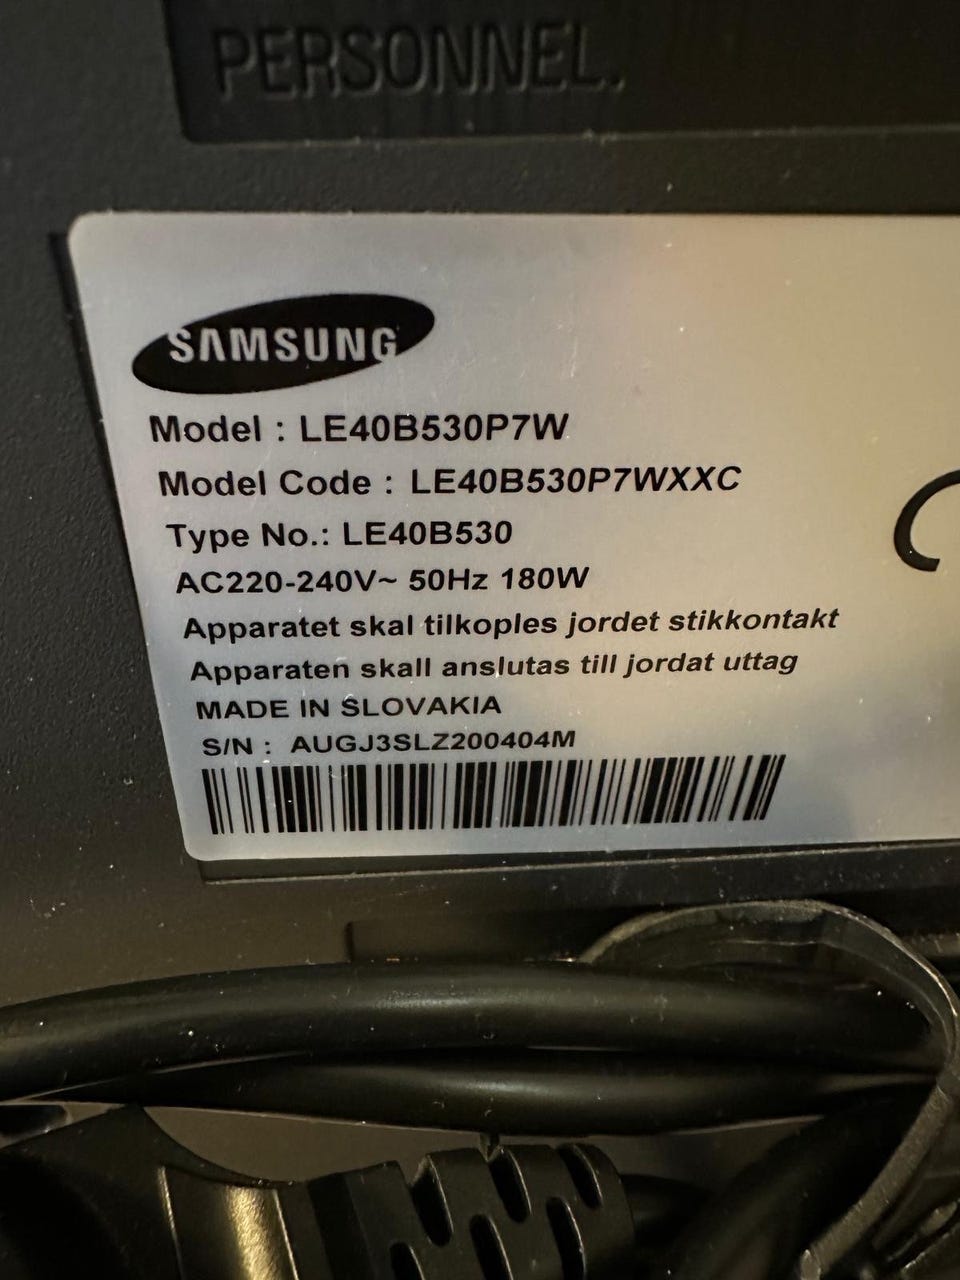 PERSONNEL.
SAMSUNG
Model : LE40B530P7W
Model Code : LE40B530P7WXXC
Type No.: LE40B530
AC220-240V~ 50Hz 180W
Apparatet skal tilkoples jordet stikkontakt
Apparaten skall anslutas till jordat uttag
MADE IN SLOVAKIA
S/N : AUGJ3SLZ200404M